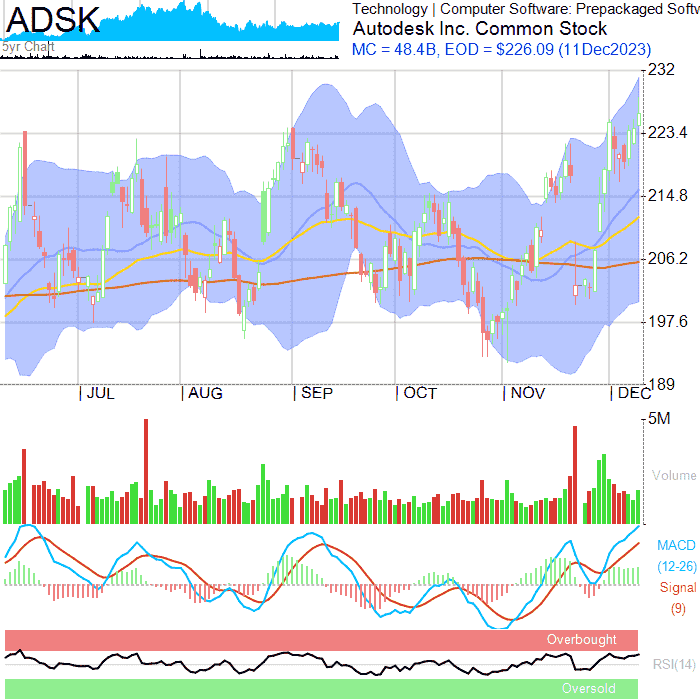 ADSK
5yr Chart
Technology | Computer Software: Prepackaged Softw
Autodesk Inc. Common Stock
MC = 48.4B, EOD = $226.09 (11Dec2023)
232
223.4
214.8
206.2
197.6
189
JUL
AUG
SEP
OCT
NOV
DEC
5M
Volume
MACD
(12-26)
Signal
(9)
Overbought
RSI(14)
Oversold